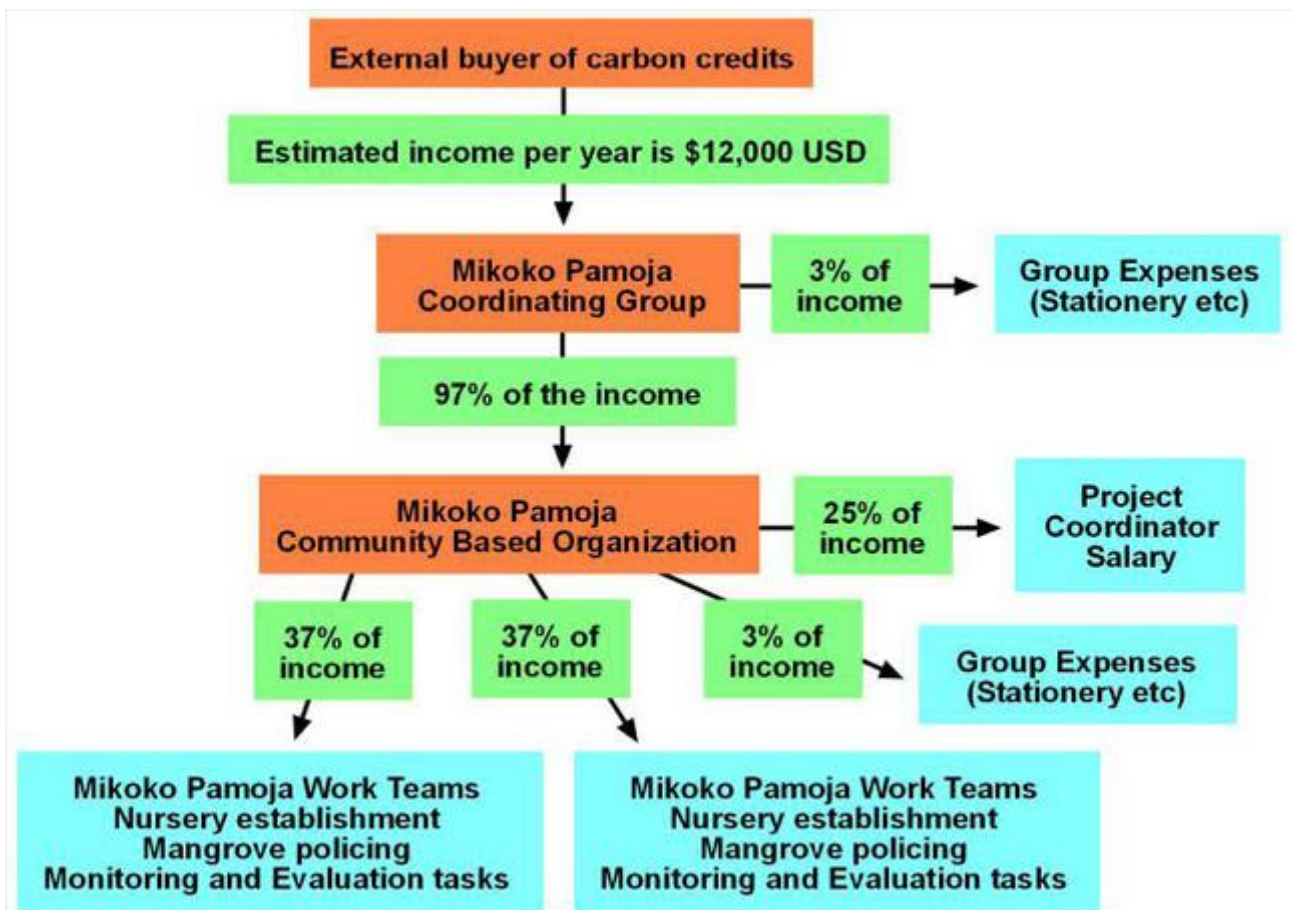 External buyer of carbon credits
Estimated income per year is $12,000 USD
Mikoko Pamoja
Coordinating Group
3% of
income
Group Expenses
(Stationery etc)
97% of the income
Mikoko Pamoja
Community Based Organization
25% of
income
Project
Coordinator
Salary
37% of
income
37% of
income
3% of
income
Group Expenses
(Stationery etc)
Mikoko Pamoja Work Teams
Nursery establishment
Mangrove policing
Monitoring and Evaluation tasks
Mikoko Pamoja Work Teams
Nursery establishment
Mangrove policing
Monitoring and Evaluation tasks